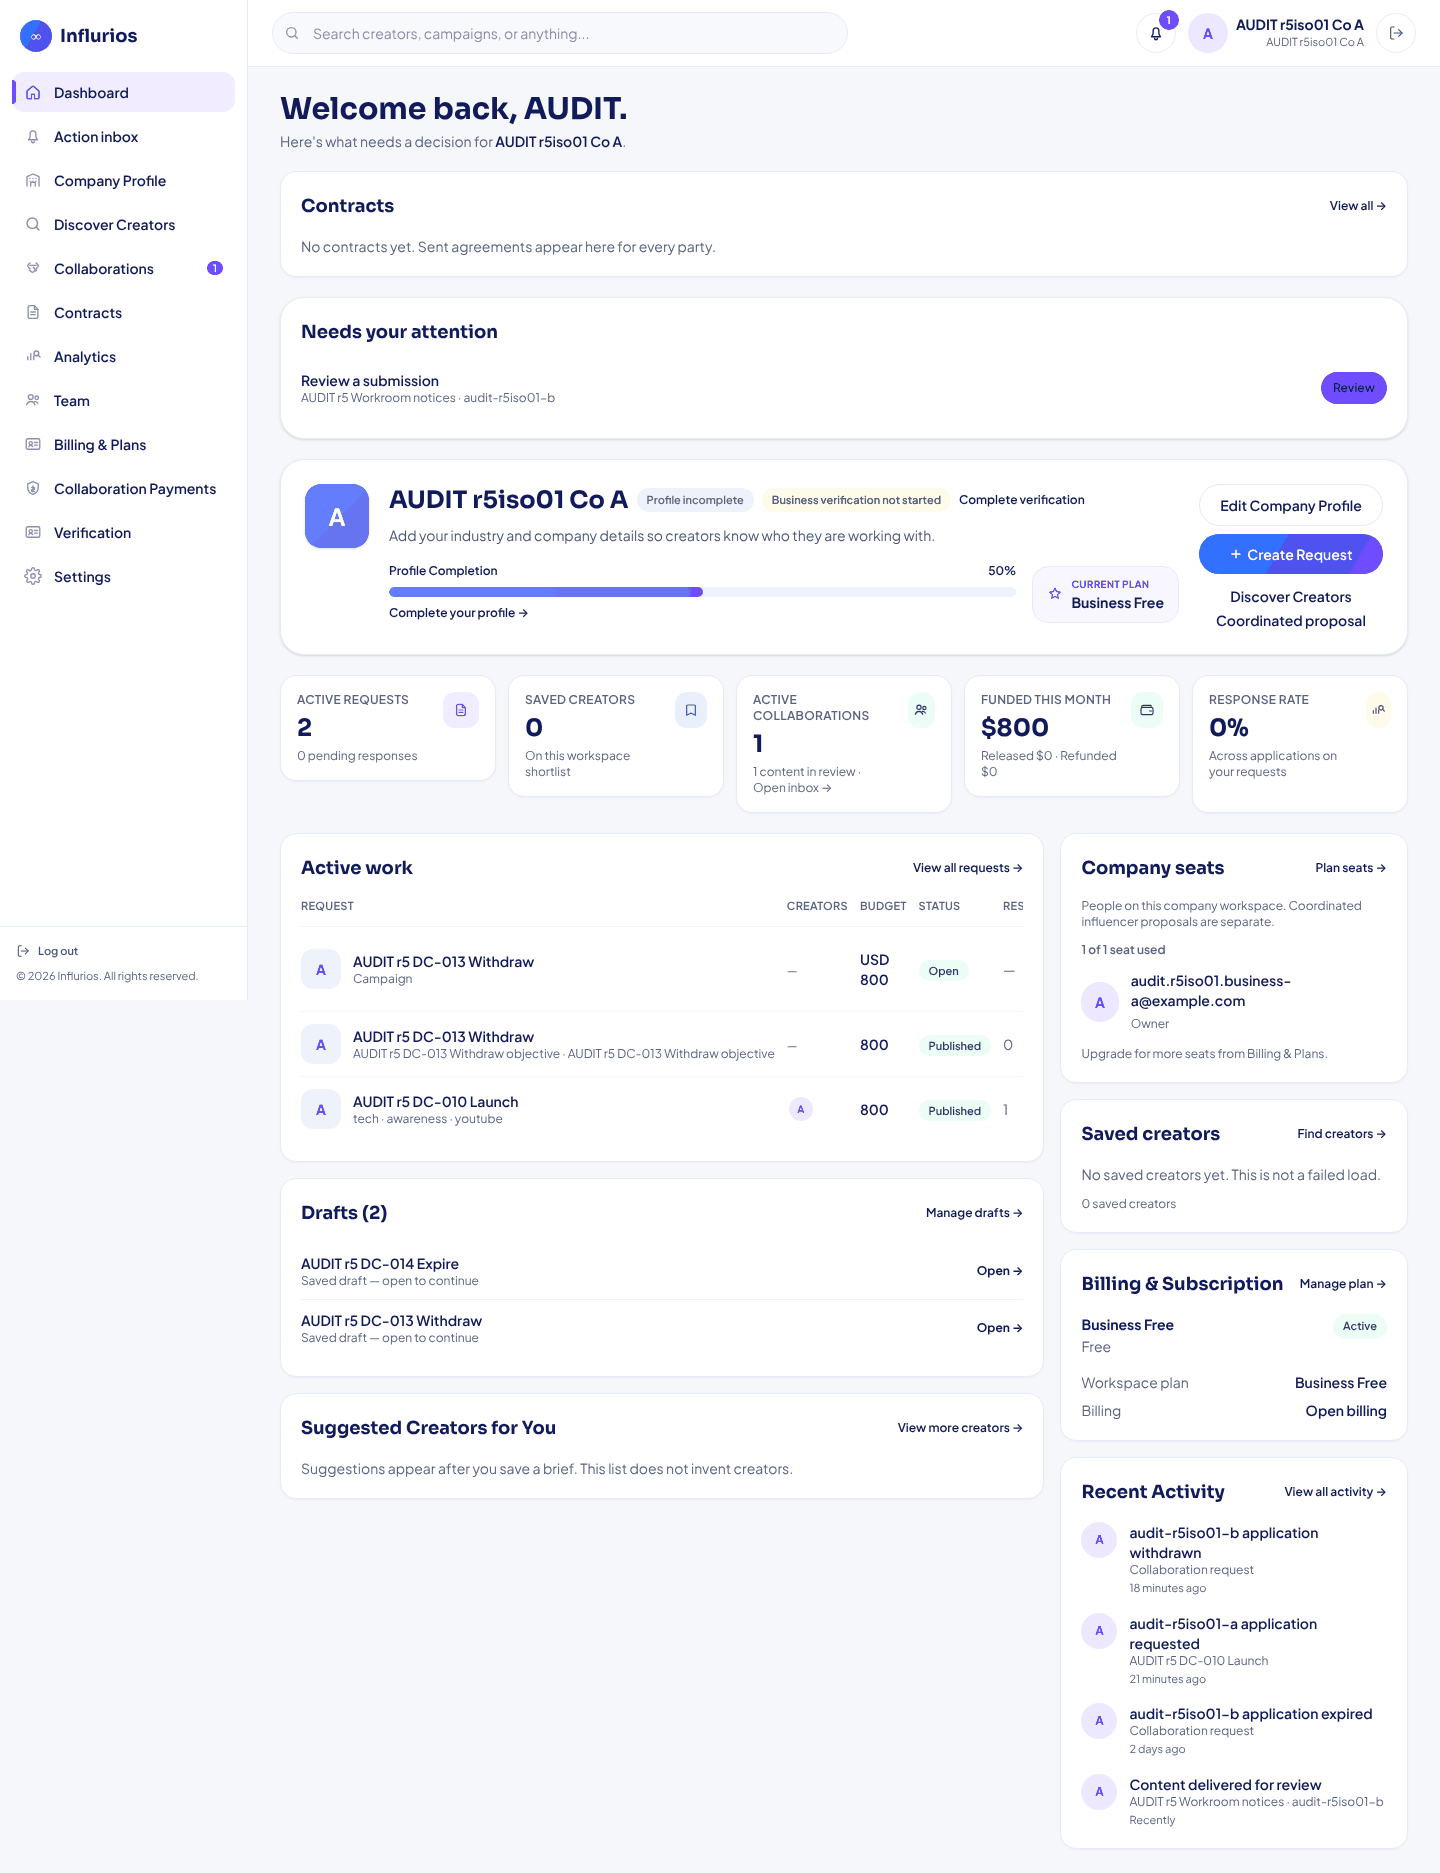 Influrios
Search creators, campaigns, or anything...
1
A
AUDIT r5iso01 Co A
AUDIT r5iso01 Co A
Dashboard
Action inbox
Company Profile
Discover Creators
Collaborations
1
Contracts
Analytics
Team
Billing & Plans
Collaboration Payments
Verification
Settings
Log out
© 2026 Influrios. All rights reserved.
Welcome back, AUDIT.
Here's what needs a decision for AUDIT r5iso01 Co A.
Contracts
View all →
No contracts yet. Sent agreements appear here for every party.
Needs your attention
Review a submission
AUDIT r5 Workroom notices · audit-r5iso01-b
Review
A
AUDIT r5iso01 Co A
Profile incomplete
Business verification not started
Complete verification
Add your industry and company details so creators know who they are working with.
Profile Completion
50%
Complete your profile →
CURRENT PLAN
Business Free
Edit Company Profile
+ Create Request
Discover Creators
Coordinated proposal
ACTIVE REQUESTS
2
0 pending responses
SAVED CREATORS
0
On this workspace
shortlist
ACTIVE
COLLABORATIONS
1
1 content in review ·
Open inbox →
FUNDED THIS MONTH
$800
Released $0 · Refunded
$0
RESPONSE RATE
0%
Across applications on
your requests
Active work
View all requests →
REQUEST CREATORS BUDGET STATUS RES
A
AUDIT r5 DC-013 Withdraw
Campaign
—
USD
800
Open
—
A
AUDIT r5 DC-013 Withdraw
AUDIT r5 DC-013 Withdraw objective · AUDIT r5 DC-013 Withdraw objective
—
800
Published
0
A
AUDIT r5 DC-010 Launch
tech · awareness · youtube
A
800
Published
1
Drafts (2)
Manage drafts →
AUDIT r5 DC-014 Expire
Saved draft — open to continue
Open →
AUDIT r5 DC-013 Withdraw
Saved draft — open to continue
Open →
Suggested Creators for You
View more creators →
Suggestions appear after you save a brief. This list does not invent creators.
Company seats
Plan seats →
People on this company workspace. Coordinated
influencer proposals are separate.
1 of 1 seat used
A
audit.r5iso01.business-
a@example.com
Owner
Upgrade for more seats from Billing & Plans.
Saved creators
Find creators →
No saved creators yet. This is not a failed load.
0 saved creators
Billing & Subscription
Manage plan →
Business Free
Active
Free
Workspace plan
Business Free
Billing
Open billing
Recent Activity
View all activity →
A
audit-r5iso01-b application
withdrawn
Collaboration request
18 minutes ago
A
audit-r5iso01-a application
requested
AUDIT r5 DC-010 Launch
21 minutes ago
A
audit-r5iso01-b application expired
Collaboration request
2 days ago
A
Content delivered for review
AUDIT r5 Workroom notices · audit-r5iso01-b
Recently